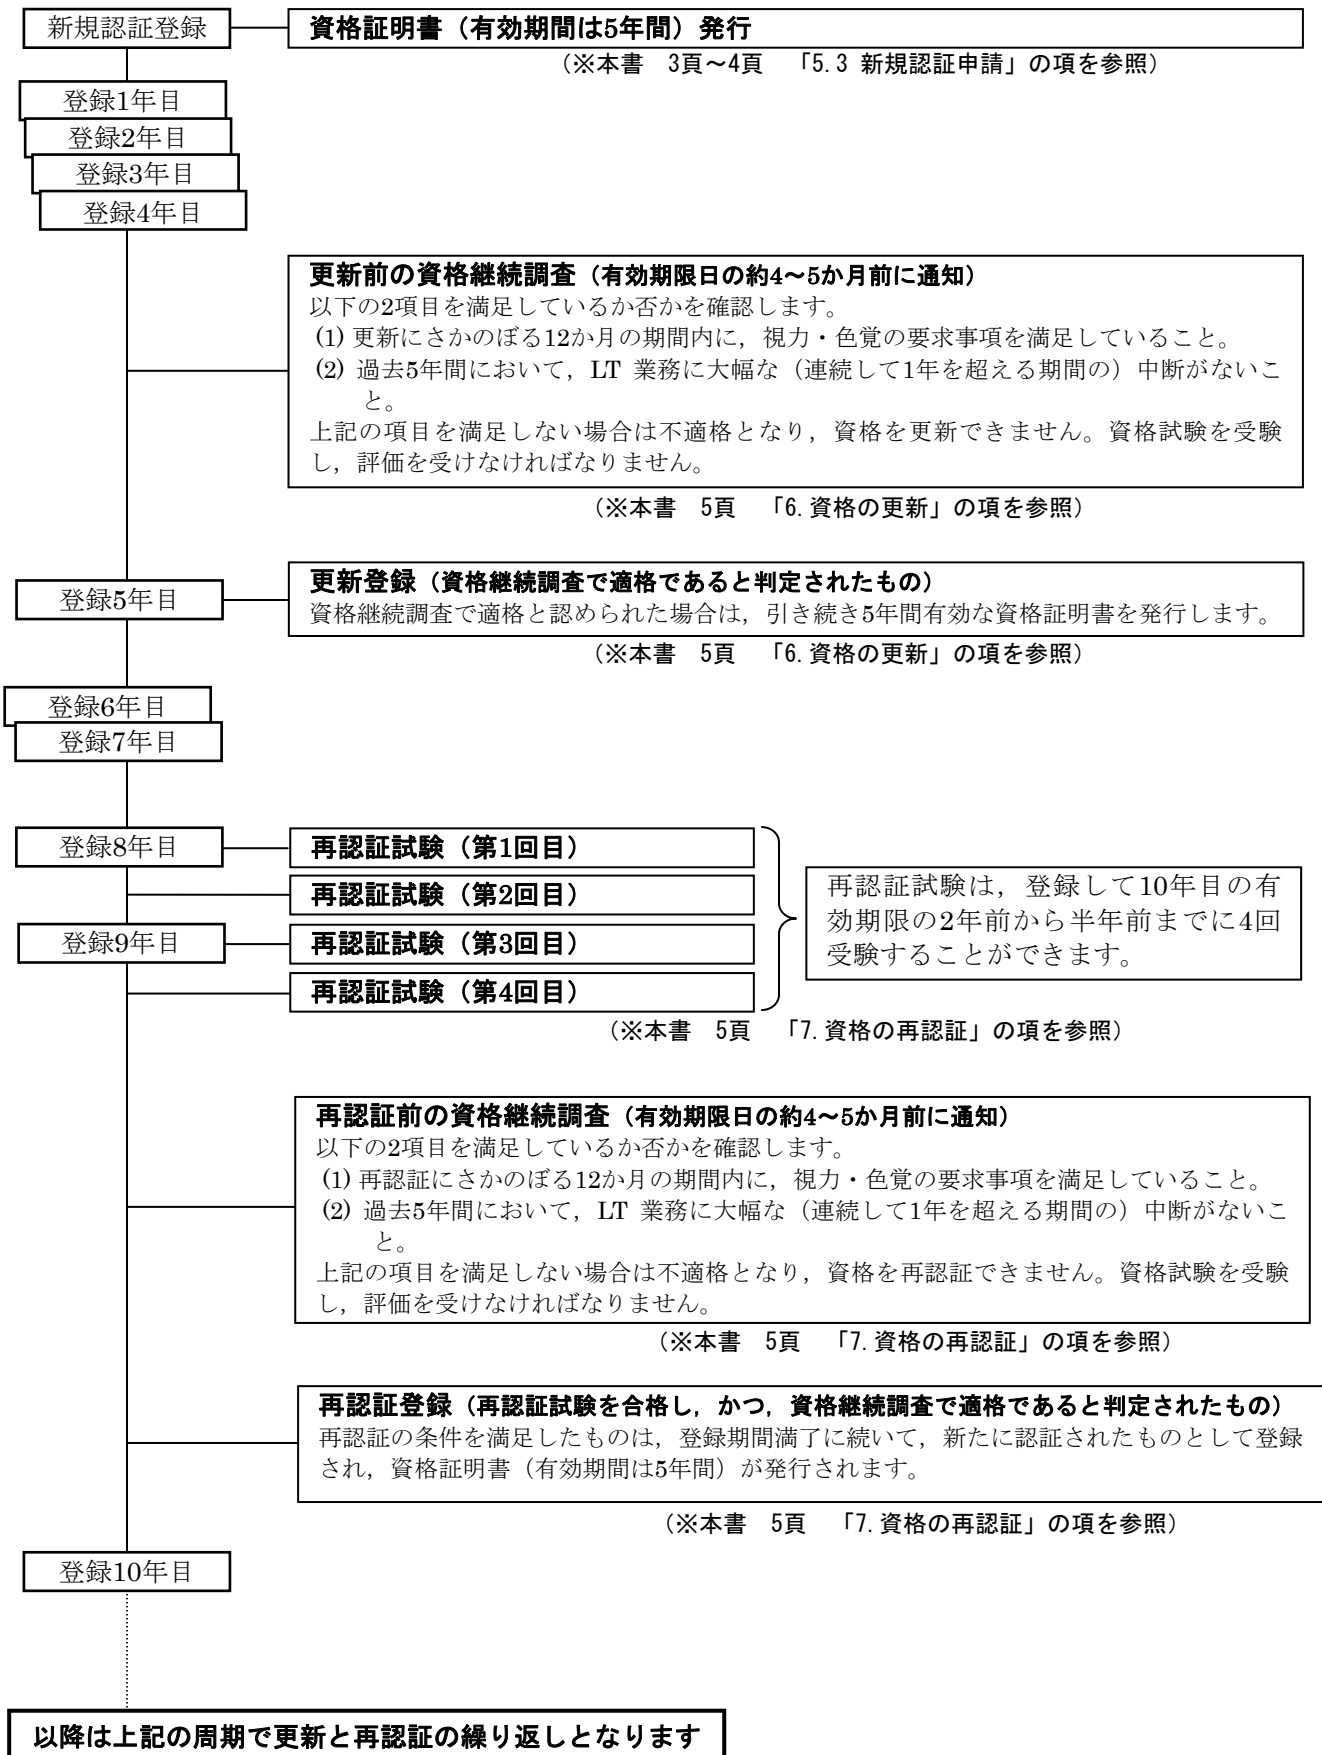 新規認証登録
資格証明書（有効期間は5年間）発行
（※本書　3頁～4頁　「5.3 新規認証申請」の項を参照）
登録1年目
登録2年目
登録3年目
登録4年目
更新前の資格継続調査（有効期限日の約4～5か月前に通知）
以下の2項目を満足しているか否かを確認します。
(1) 更新にさかのぼる12か月の期間内に，視力・色覚の要求事項を満足していること。
(2) 過去5年間において，LT 業務に大幅な（連続して1年を超える期間の）中断がないこ
と。
上記の項目を満足しない場合は不適格となり，資格を更新できません。資格試験を受験
し，評価を受けなければなりません。
（※本書　5頁　「6.資格の更新」の項を参照）
登録5年目
更新登録（資格継続調査で適格であると判定されたもの）
資格継続調査で適格と認められた場合は，引き続き5年間有効な資格証明書を発行します。
（※本書　5頁　「6.資格の更新」の項を参照）
登録6年目
登録7年目
登録8年目
再認証試験（第1回目）
再認証試験（第2回目）
登録9年目
再認証試験（第3回目）
再認証試験（第4回目）
再認証試験は，登録して10年目の有
効期限の2年前から半年前までに4回
受験することができます。
（※本書　5頁　「7.資格の再認証」の項を参照）
再認証前の資格継続調査（有効期限日の約4～5か月前に通知）
以下の2項目を満足しているか否かを確認します。
(1) 再認証にさかのぼる12か月の期間内に，視力・色覚の要求事項を満足していること。
(2) 過去5年間において，LT 業務に大幅な（連続して1年を超える期間の）中断がないこ
と。
上記の項目を満足しない場合は不適格となり，資格を再認証できません。資格試験を受験
し，評価を受けなければなりません。
（※本書　5頁　「7.資格の再認証」の項を参照）
再認証登録（再認証試験を合格し，かつ，資格継続調査で適格であると判定されたもの）
再認証の条件を満足したものは，登録期間満了に続いて，新たに認証されたものとして登録
され，資格証明書（有効期間は5年間）が発行されます。
（※本書　5頁　「7.資格の再認証」の項を参照）
登録10年目
以降は上記の周期で更新と再認証の繰り返しとなります